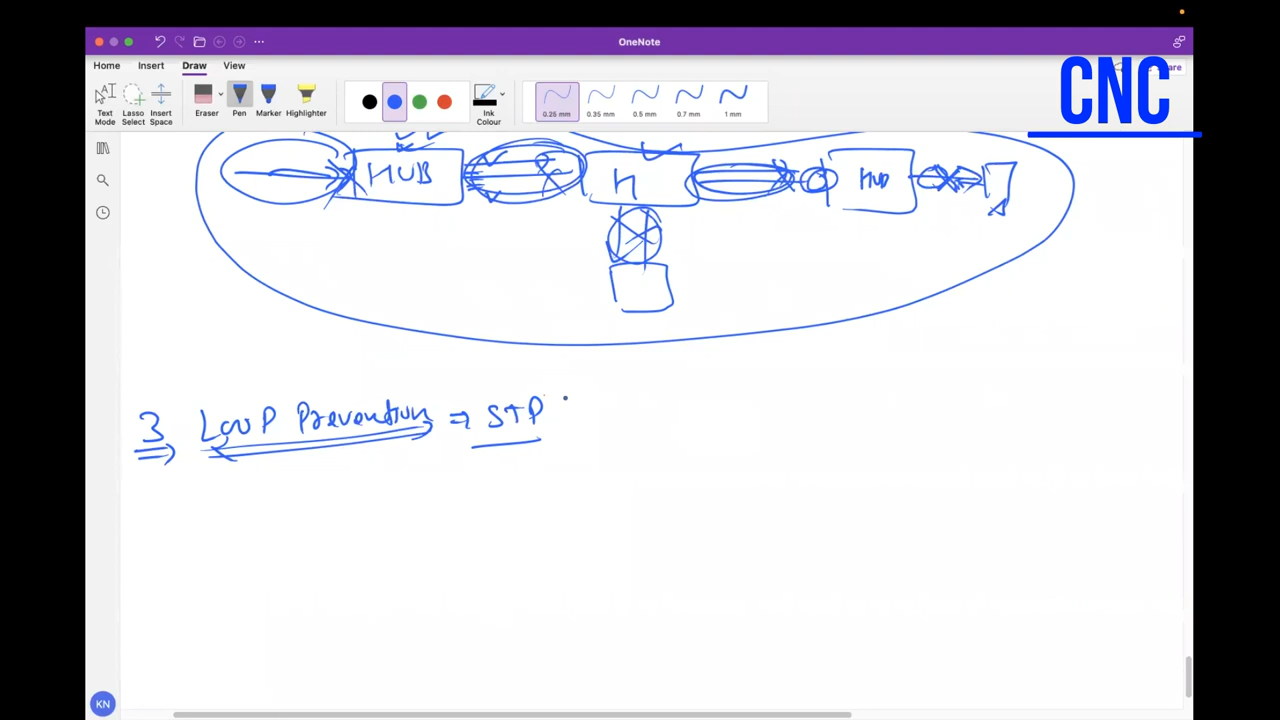 OneNote
Home Insert Draw View
CNC
Text Mode Lasso Select Insert Space Eraser Pen Marker Highlighter 0.25 mm 0.35 mm 0.5 mm 0.7 mm 1 mm Ink Colour
HUB H HUB
3 Loop Prevention ⇒ STP
KN